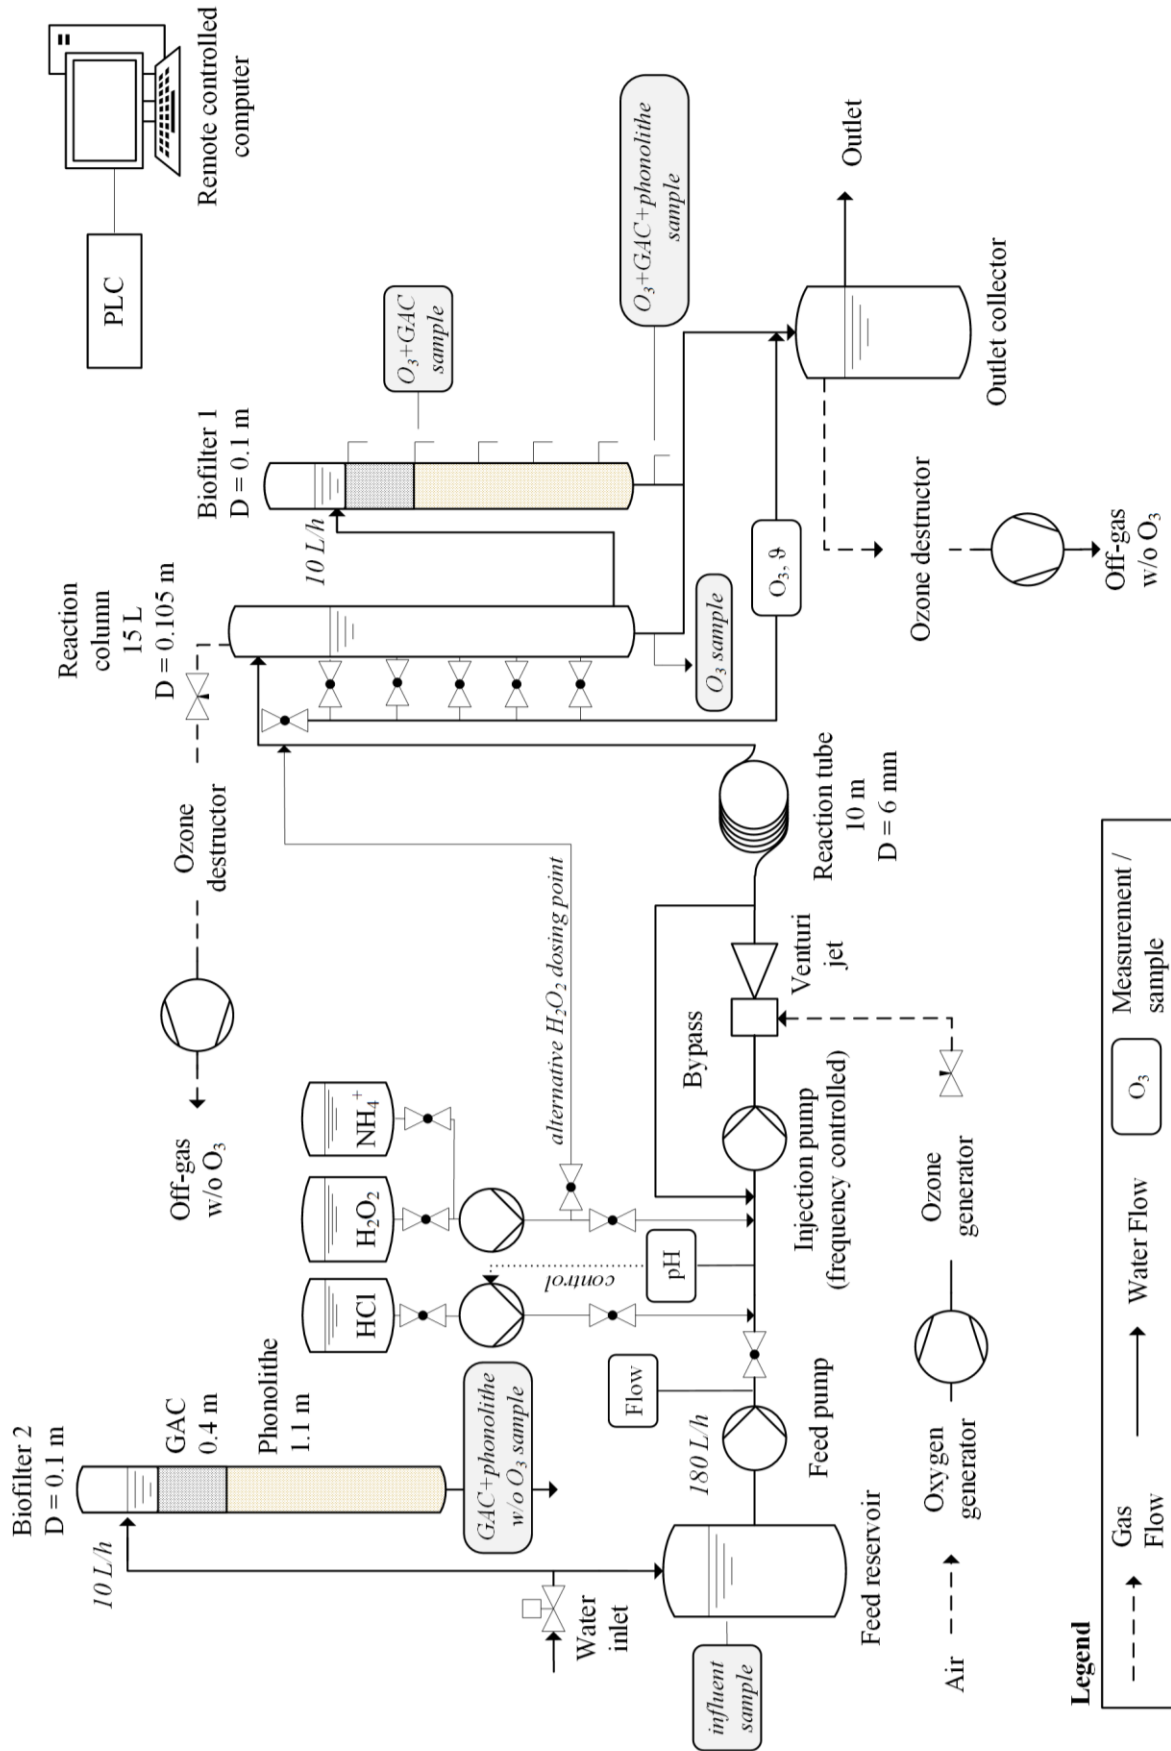 Biofilter 2
D = 0.1 m
10 L/h
GAC
0.4 m
Phonolithe
1.1 m
GAC+phonolithe
w/o O₃ sample
Water
inlet
influent
sample
Feed reservoir
180 L/h
Feed pump
Flow
HCl
H₂O₂
NH₄⁺
control
pH
Off-gas
w/o O₃
Ozone
destructor
alternative H₂O₂ dosing point
Injection pump
(frequency controlled)
Bypass
Venturi
jet
Reaction tube
10 m
D = 6 mm
Air
Oxygen
generator
Ozone
generator
Reaction
column
15 L
D = 0.105 m
O₃ sample
O₃, ϑ
Biofilter 1
D = 0.1 m
10 L/h
O₃+GAC
sample
O₃+GAC+phonolithe
sample
PLC
Remote controlled
computer
Outlet
Outlet collector
Ozone destructor
Off-gas
w/o O₃
Legend
Gas
Flow
Water Flow
O₃
Measurement /
sample